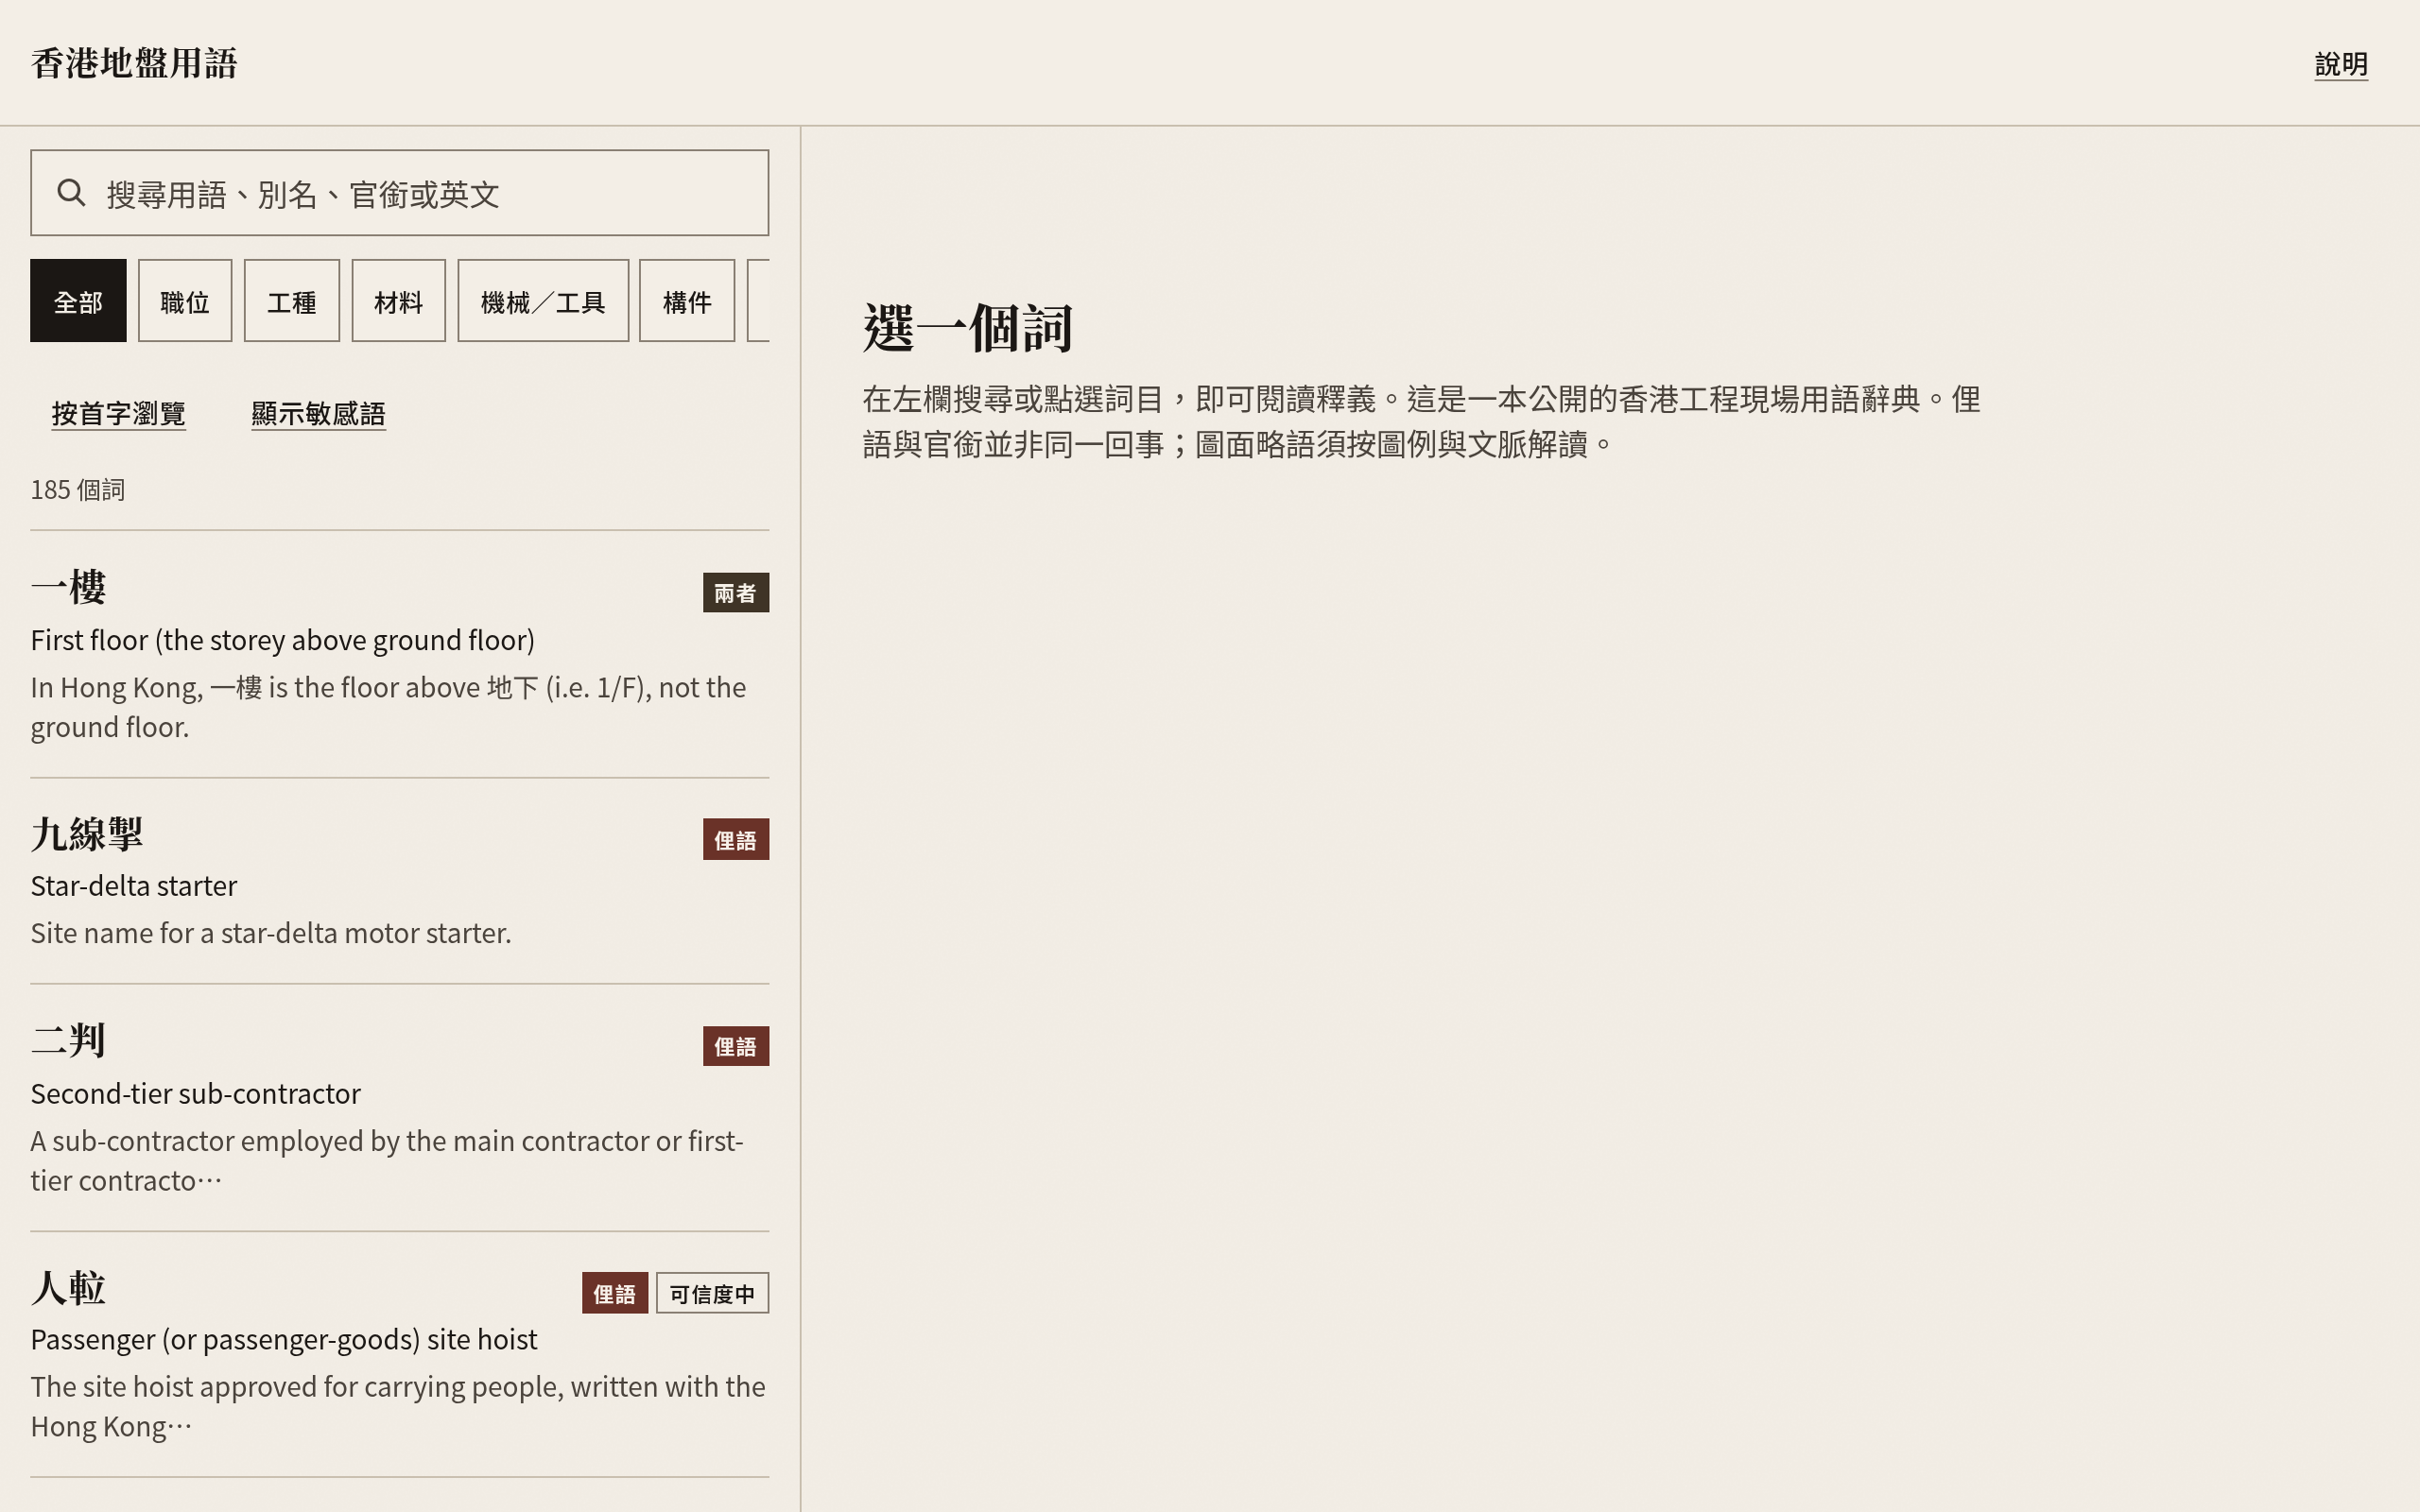 香港地盤用語
說明
搜尋用語、別名、官銜或英文
全部
職位
工種
材料
機械／工具
構件
按首字瀏覽
顯示敏感語
185 個詞
一樓
兩者
First floor (the storey above ground floor)
In Hong Kong, 一樓 is the floor above 地下 (i.e. 1/F), not the
ground floor.
九線掣
俚語
Star-delta starter
Site name for a star-delta motor starter.
二判
俚語
Second-tier sub-contractor
A sub-contractor employed by the main contractor or first-
tier contracto…
人𨋢
俚語
可信度中
Passenger (or passenger-goods) site hoist
The site hoist approved for carrying people, written with the
Hong Kong…
選一個詞
在左欄搜尋或點選詞目，即可閱讀釋義。這是一本公開的香港工程現場用語辭典。俚
語與官銜並非同一回事；圖面略語須按圖例與文脈解讀。